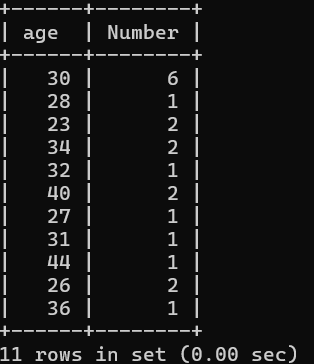 +------+--------+
| age  | Number |
+------+--------+
|   30 |      6 |
|   28 |      1 |
|   23 |      2 |
|   34 |      2 |
|   32 |      1 |
|   40 |      2 |
|   27 |      1 |
|   31 |      1 |
|   44 |      1 |
|   26 |      2 |
|   36 |      1 |
+------+--------+
11 rows in set (0.00 sec)